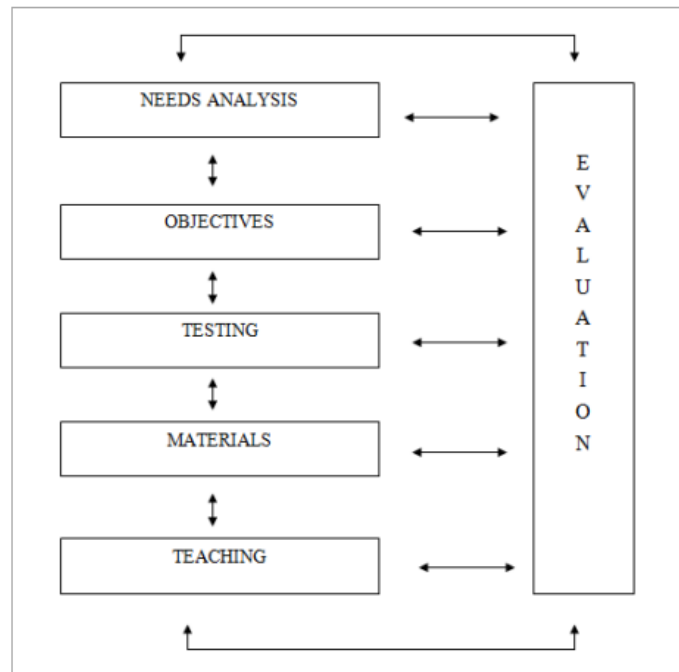 NEEDS ANALYSIS
OBJECTIVES
TESTING
MATERIALS
TEACHING
E
V
A
L
U
A
T
I
O
N